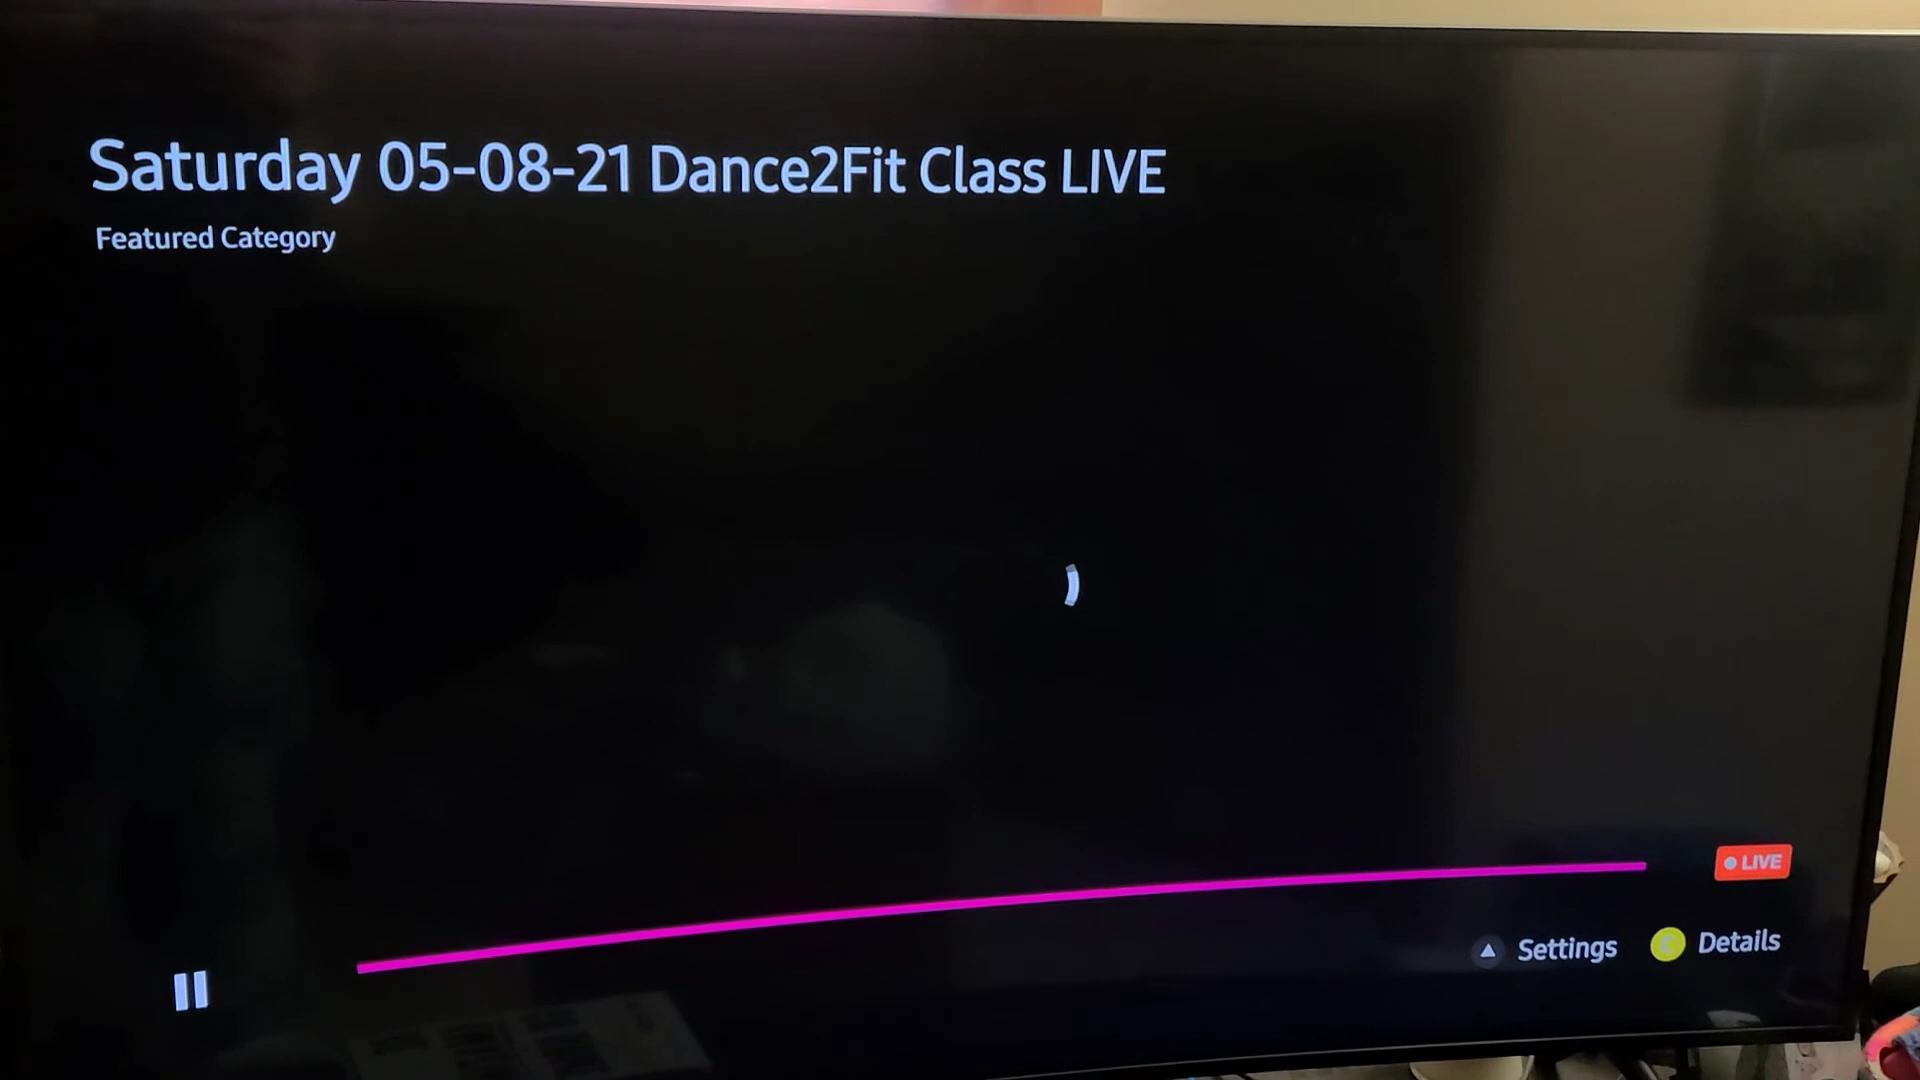 Saturday 05-08-21 Dance2Fit Class LIVE
Featured Category
LIVE
Settings
C Details